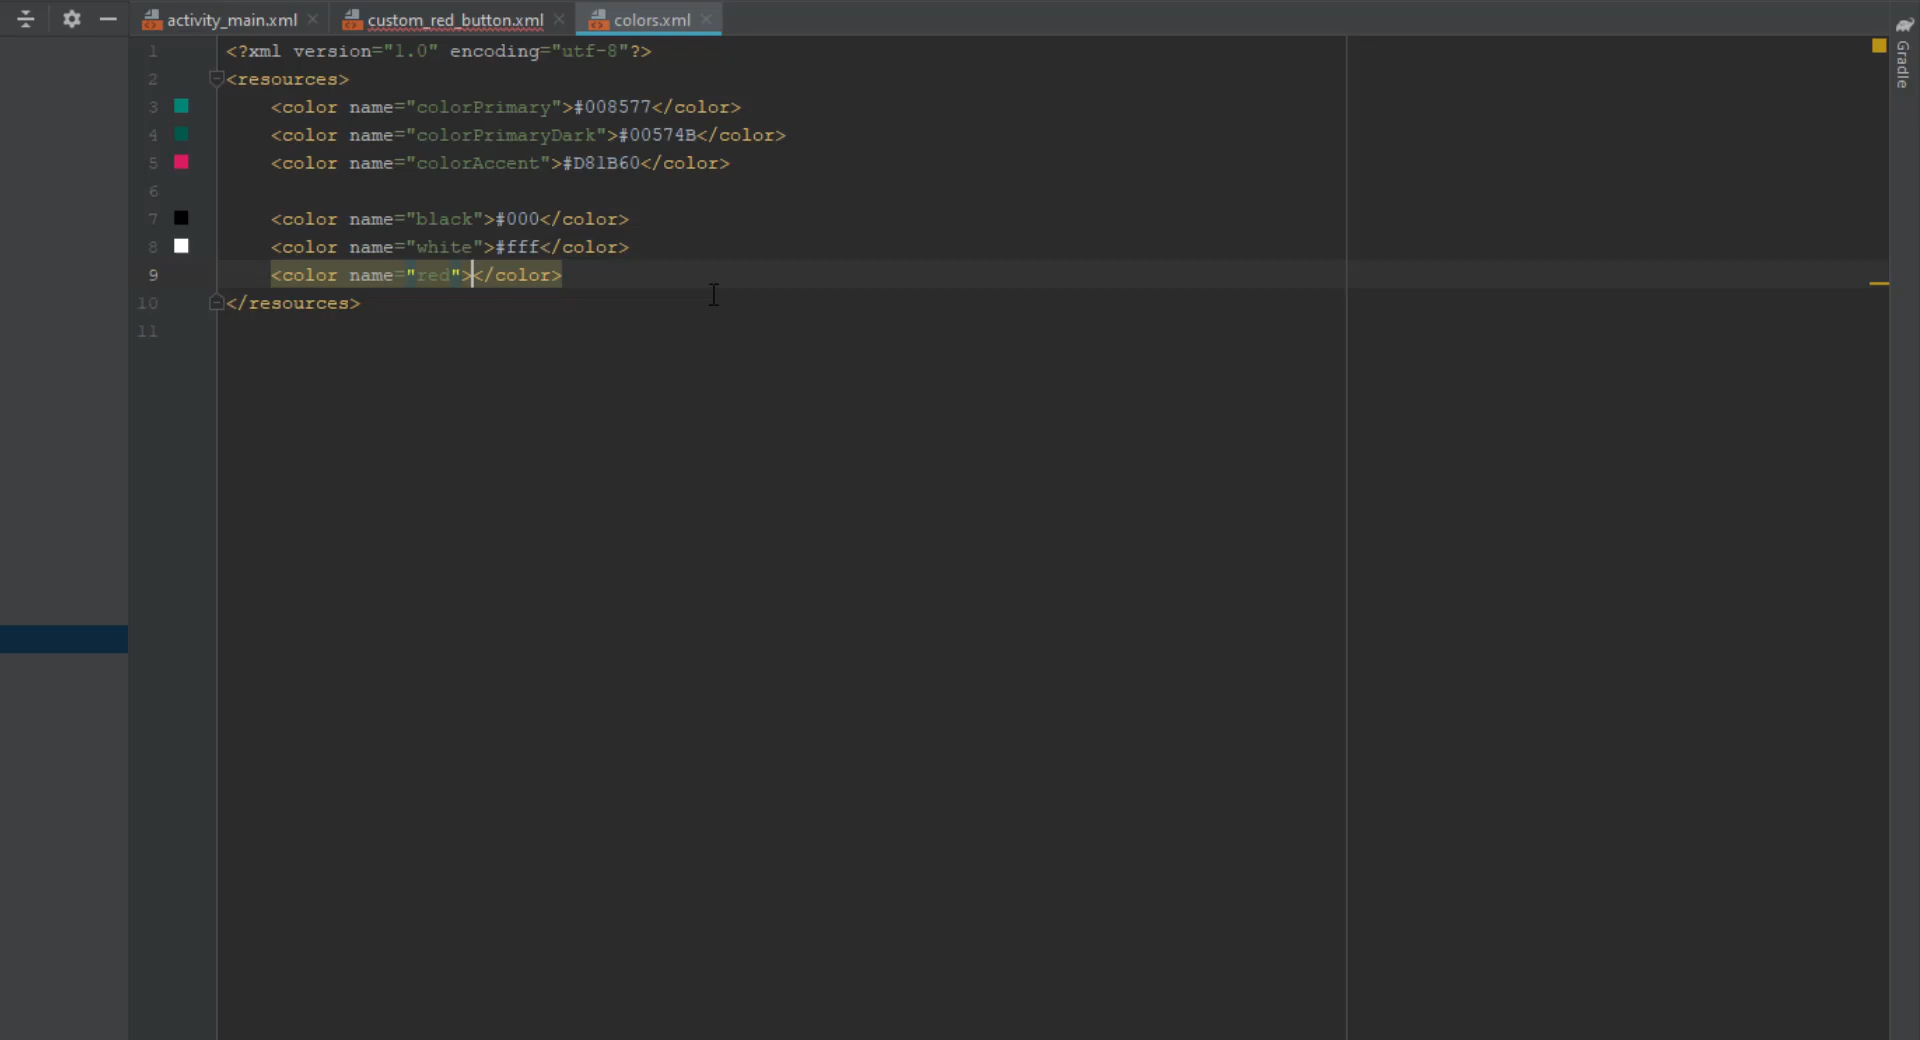 activity_main.xml custom_red_button.xml colors.xml
Gradle
1 <?xml version="1.0" encoding="utf-8"?>
2 <resources>
3 <color name="colorPrimary">#008577</color>
4 <color name="colorPrimaryDark">#00574B</color>
5 <color name="colorAccent">#D81B60</color>
6
7 <color name="black">#000</color>
8 <color name="white">#fff</color>
9 <color name="red"></color>
10 </resources>
11